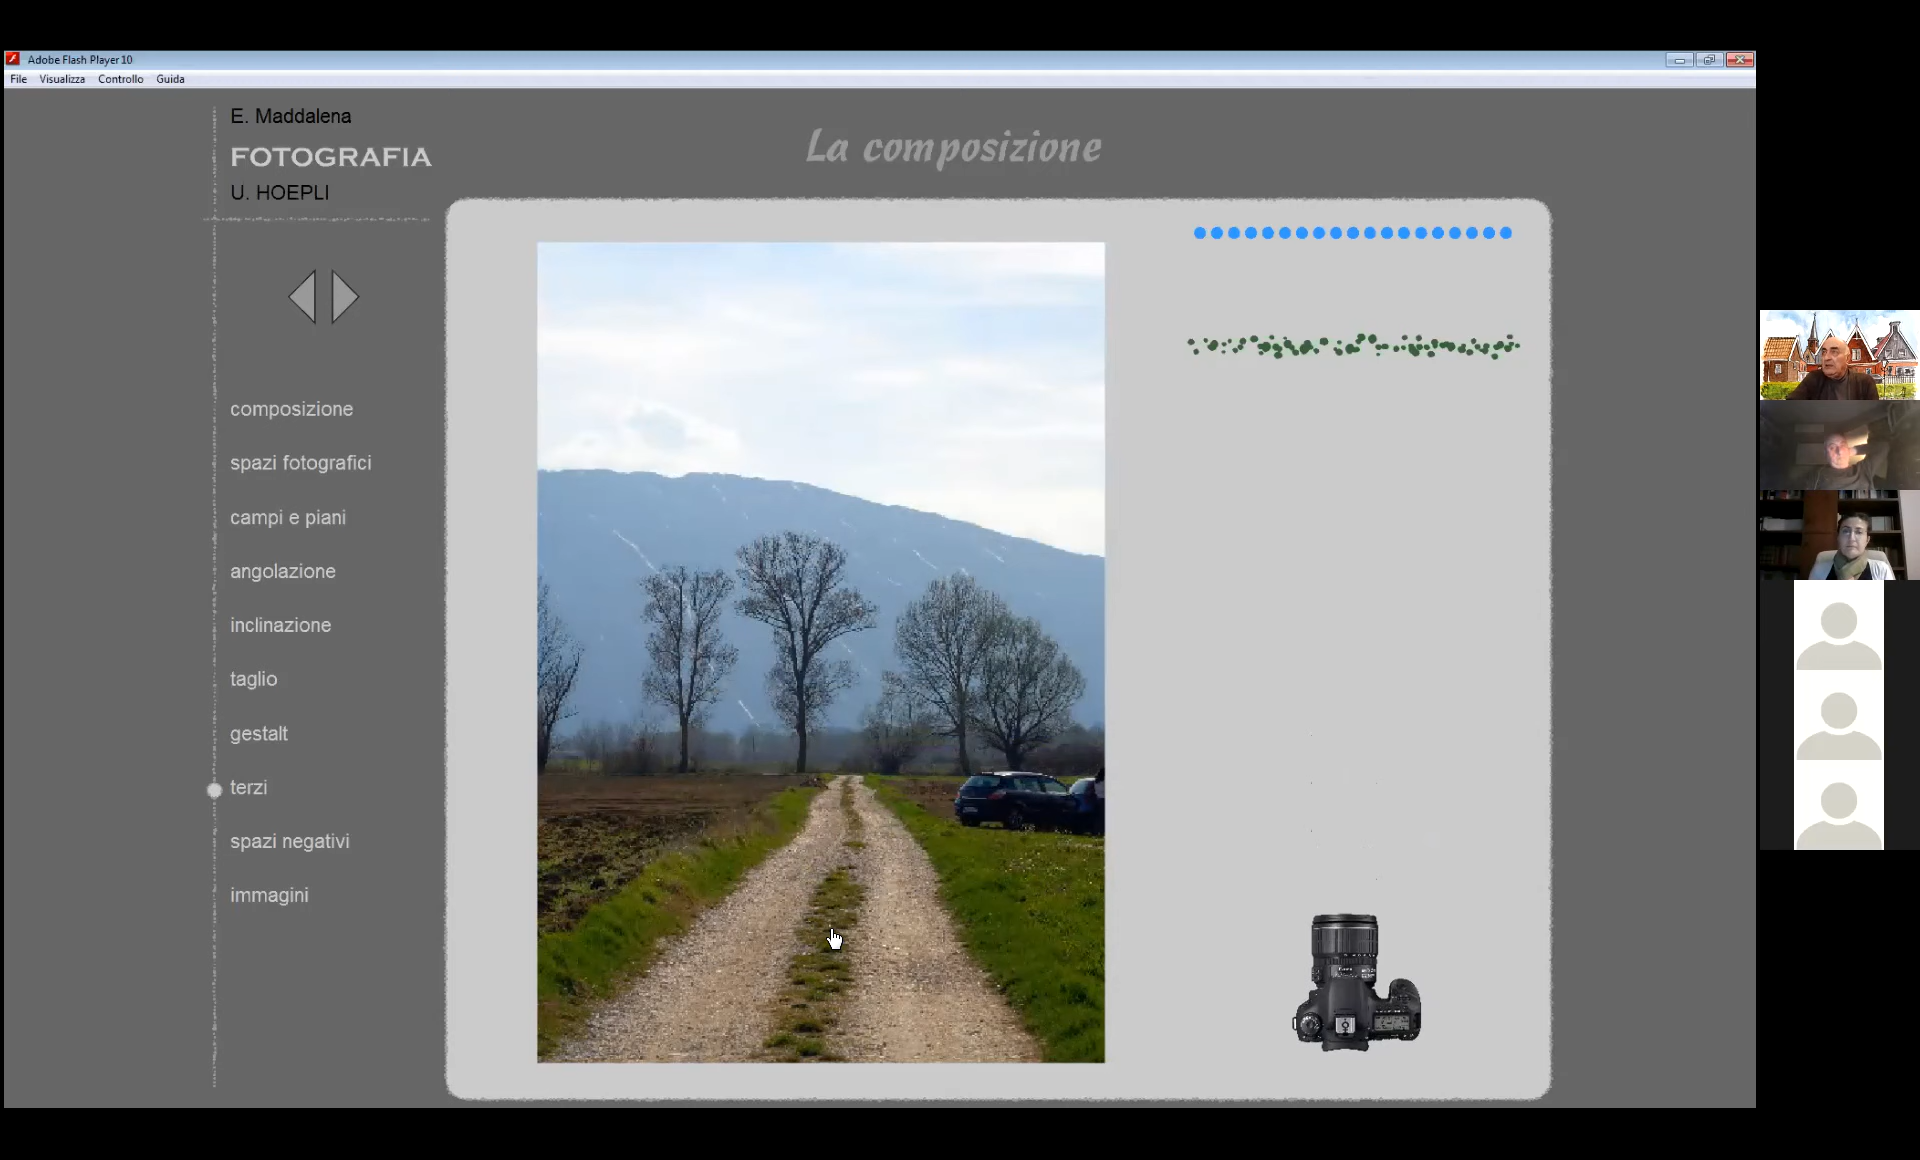 Adobe Flash Player 10
File Visualizza Controllo Guida
E. Maddalena
FOTOGRAFIA
U. HOEPLI
La composizione
composizione
spazi fotografici
campi e piani
angolazione
inclinazione
taglio
gestalt
terzi
spazi negativi
immagini